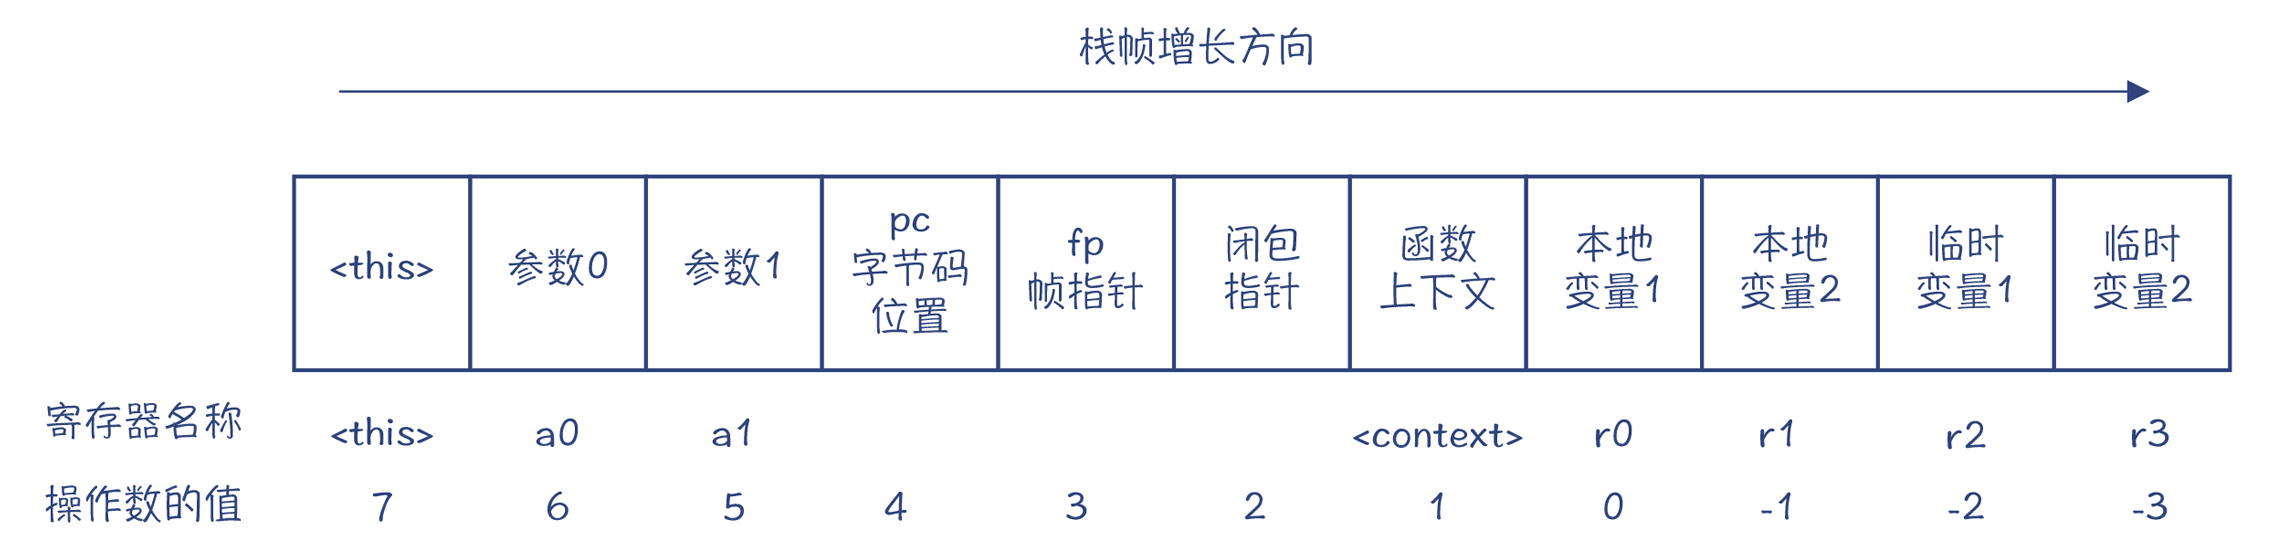 栈帧增长方向
<this>
参数0
参数1
pc
字节码
位置
fp
帧指针
闭包
指针
函数
上下文
本地
变量1
本地
变量2
临时
变量1
临时
变量2
寄存器名称 <this> a0 a1 <context> r0 r1 r2 r3
操作数的值 7 6 5 4 3 2 1 0 -1 -2 -3